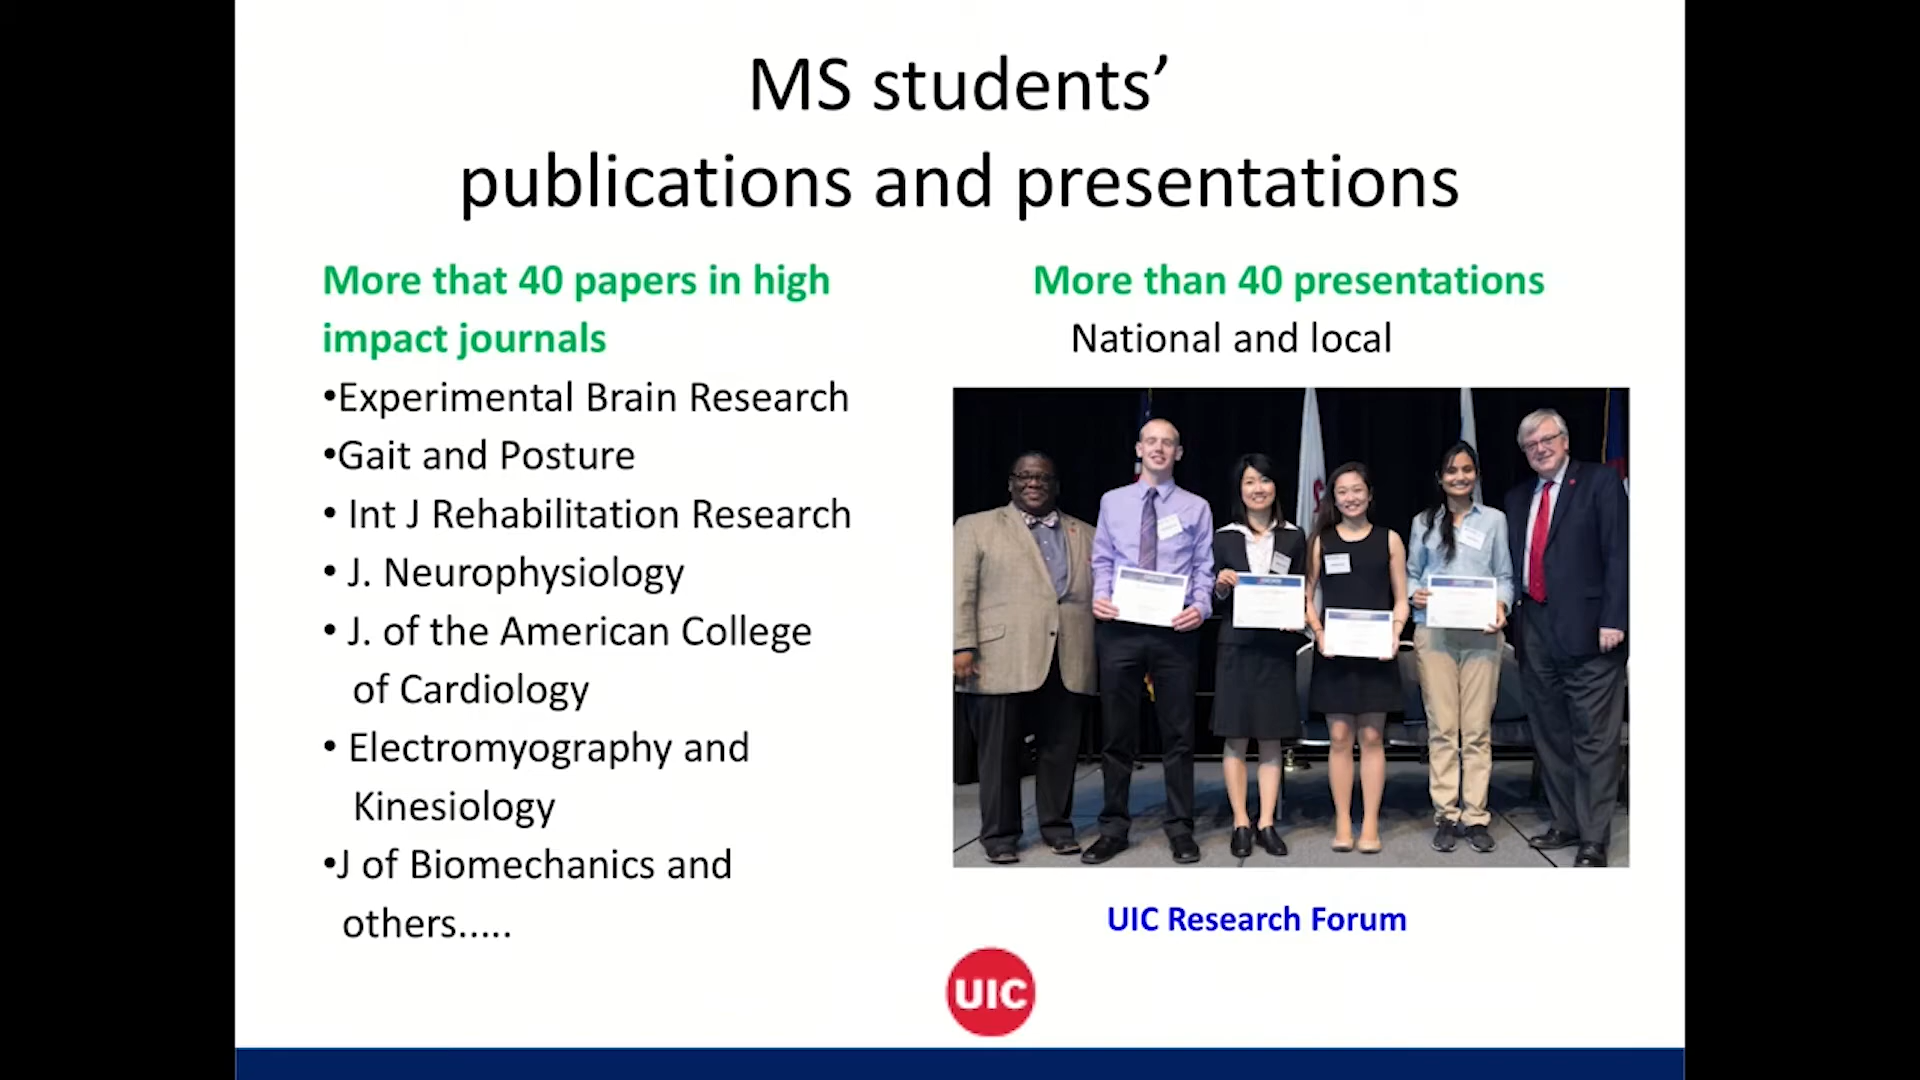 MS students’
publications and presentations
More that 40 papers in high
impact journals
•Experimental Brain Research
•Gait and Posture
• Int J Rehabilitation Research
• J. Neurophysiology
• J. of the American College
of Cardiology
• Electromyography and
Kinesiology
•J of Biomechanics and
others.....
More than 40 presentations
National and local
UIC Research Forum
UIC